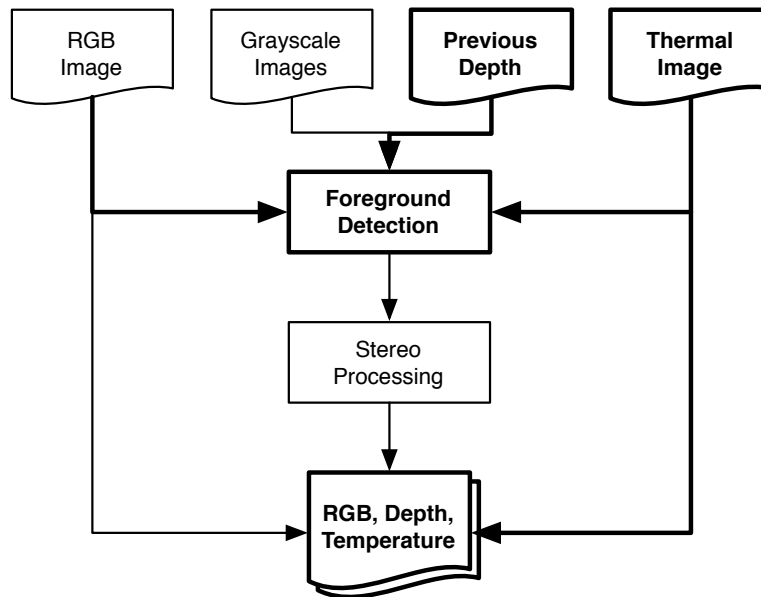 RGB
Image
Grayscale
Images
Previous
Depth
Thermal
Image
Foreground
Detection
Stereo
Processing
RGB, Depth,
Temperature